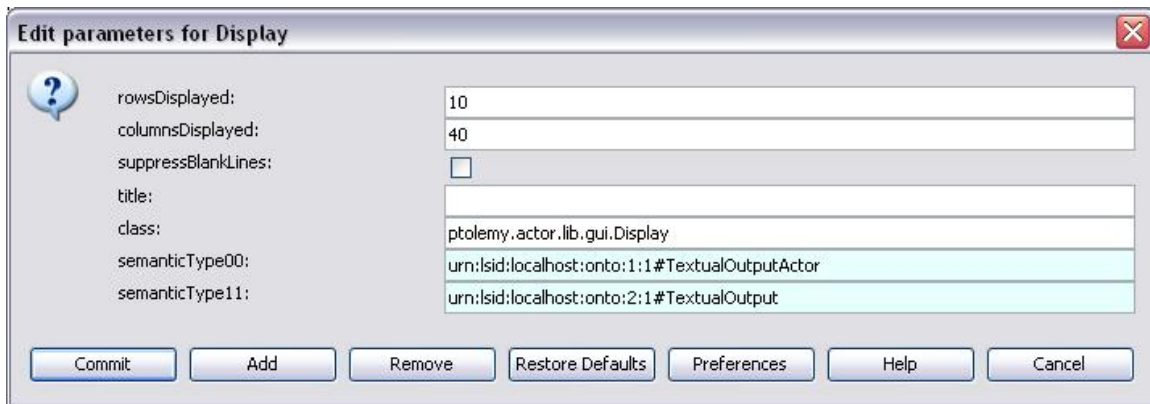 Edit parameters for Display
rowsDisplayed: 10
columnsDisplayed: 40
suppressBlankLines:
title:
class: ptolemy.actor.lib.gui.Display
semanticType00: urn:lsid:localhost:onto:1:1#TextualOutputActor
semanticType11: urn:lsid:localhost:onto:2:1#TextualOutput
Commit Add Remove Restore Defaults Preferences Help Cancel